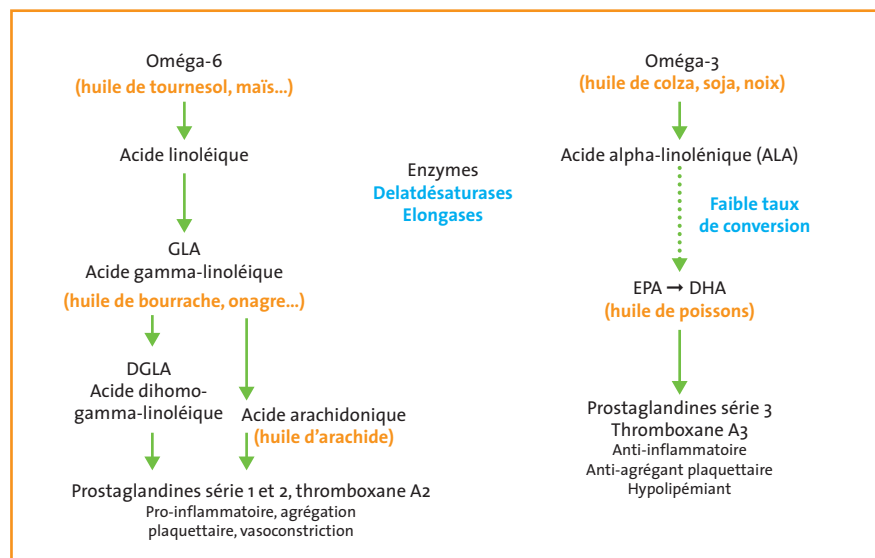 Oméga-6
(huile de tournesol, maïs...)
Acide linoléique
GLA
Acide gamma-linoléique
(huile de bourrache, onagre...)
DGLA
Acide dihomo-
gamma-linoléique
Acide arachidonique
(huile d'arachide)
Prostaglandines série 1 et 2, thromboxane A2
Pro-inflammatoire, agrégation
plaquettaire, vasoconstriction
Enzymes
Delatdésaturases
Elongases
Oméga-3
(huile de colza, soja, noix)
Acide alpha-linolénique (ALA)
Faible taux
de conversion
EPA → DHA
(huile de poissons)
Prostaglandines série 3
Thromboxane A3
Anti-inflammatoire
Anti-agrégant plaquettaire
Hypolipémiant